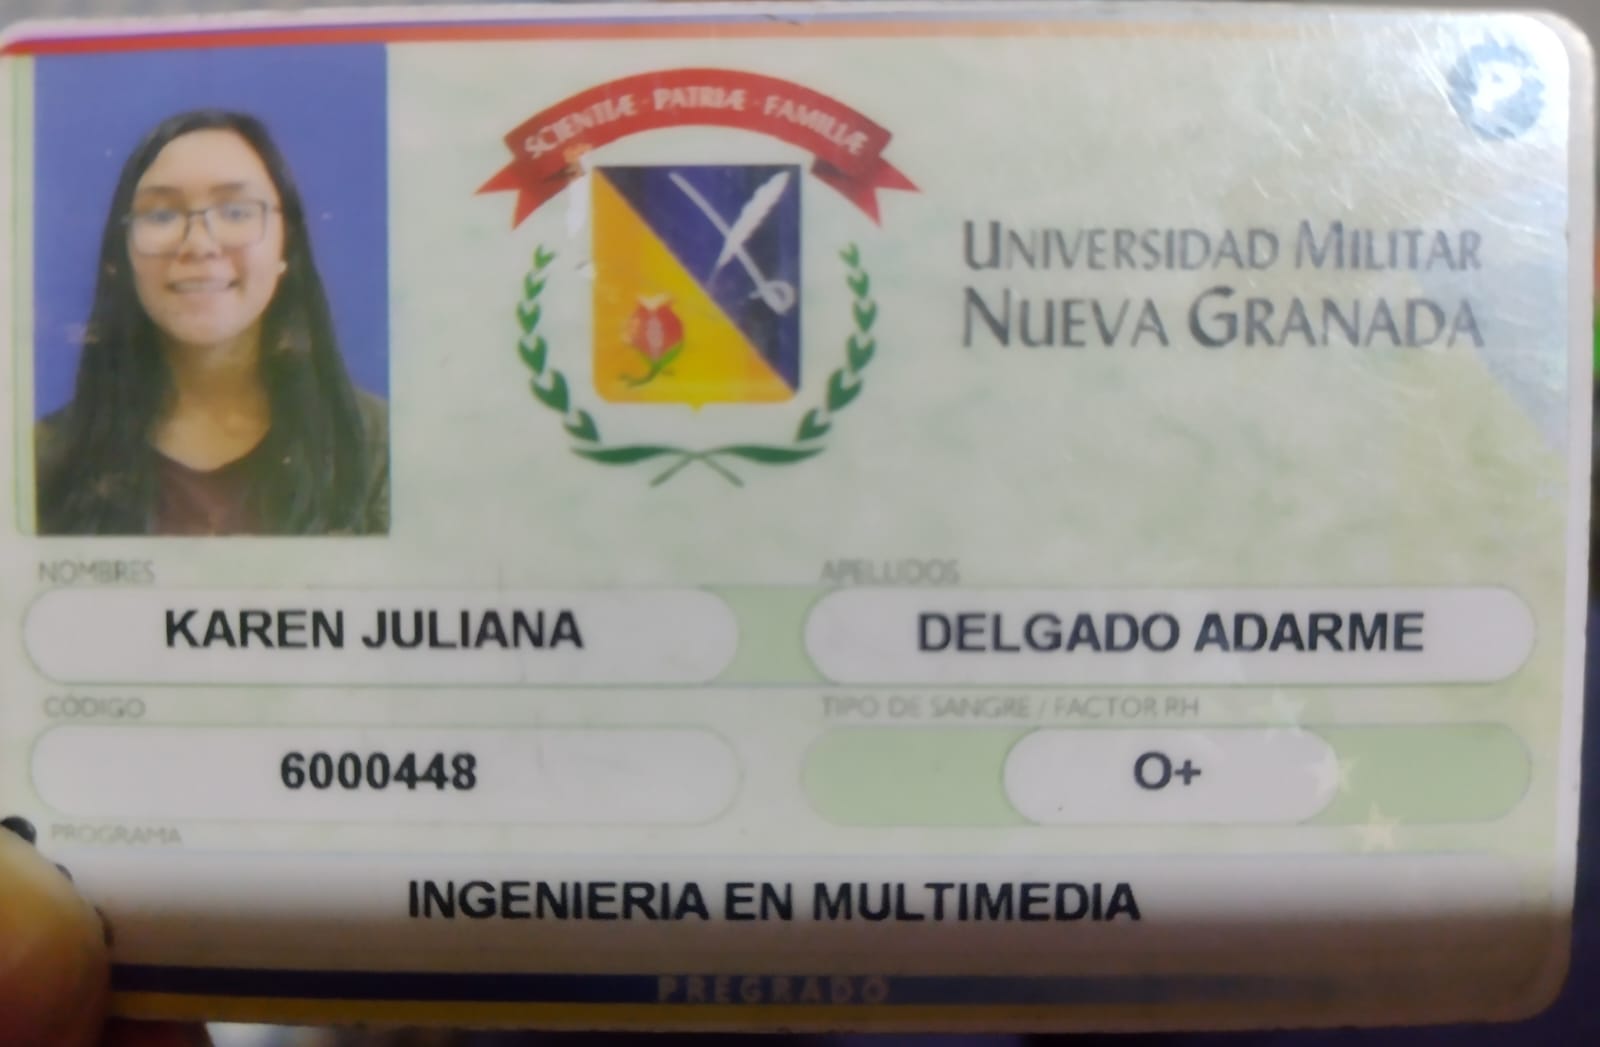 SCIENTIÆ - PATRIÆ - FAMILIÆ
P
UNIVERSIDAD MILITAR
NUEVA GRANADA
NOMBRES
APELLIDOS
KAREN JULIANA
DELGADO ADARME
CÓDIGO
TIPO DE SANGRE / FACTOR RH
6000448
O+
PROGRAMA
INGENIERIA EN MULTIMEDIA
PREGRADO